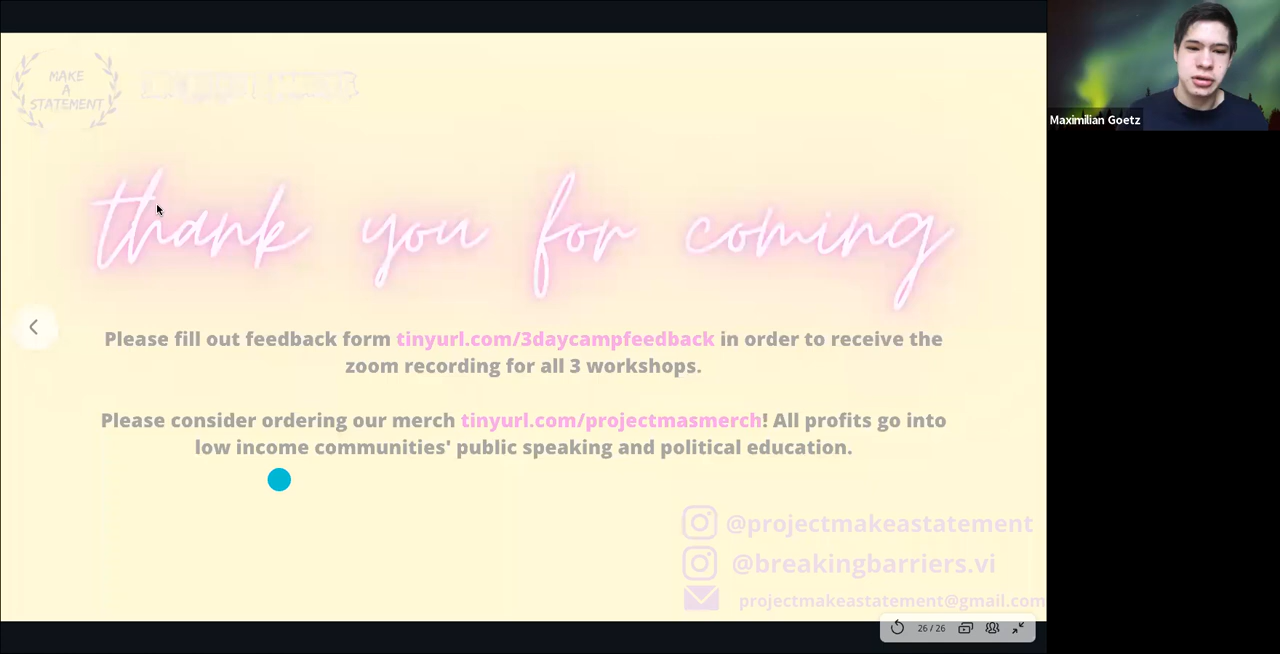 MAKE
A
STATEMENT
thank you for coming
Please fill out feedback form tinyurl.com/3daycampfeedback in order to receive the
zoom recording for all 3 workshops.
Please consider ordering our merch tinyurl.com/projectmasmerch! All profits go into
low income communities' public speaking and political education.
@projectmakeastatement
@breakingbarriers.vi
projectmakeastatement@gmail.com
26 / 26
Maximilian Goetz